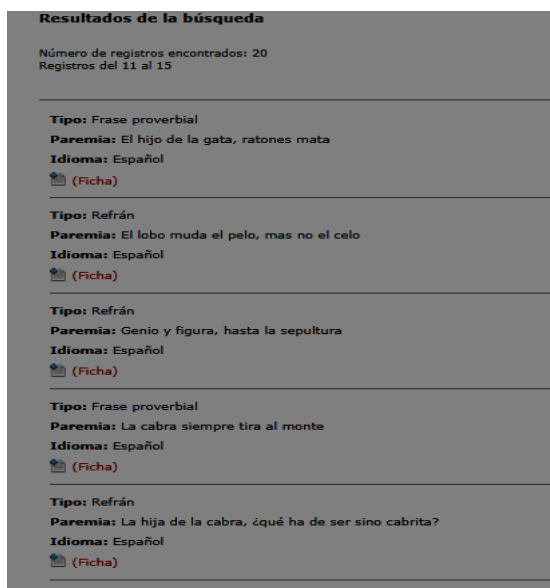 Resultados de la búsqueda
Número de registros encontrados: 20
Registros del 11 al 15
Tipo: Frase proverbial
Paremia: El hijo de la gata, ratones mata
Idioma: Español
(Ficha)
Tipo: Refrán
Paremia: El lobo muda el pelo, mas no el celo
Idioma: Español
(Ficha)
Tipo: Refrán
Paremia: Genio y figura, hasta la sepultura
Idioma: Español
(Ficha)
Tipo: Frase proverbial
Paremia: La cabra siempre tira al monte
Idioma: Español
(Ficha)
Tipo: Refrán
Paremia: La hija de la cabra, ¿qué ha de ser sino cabrita?
Idioma: Español
(Ficha)